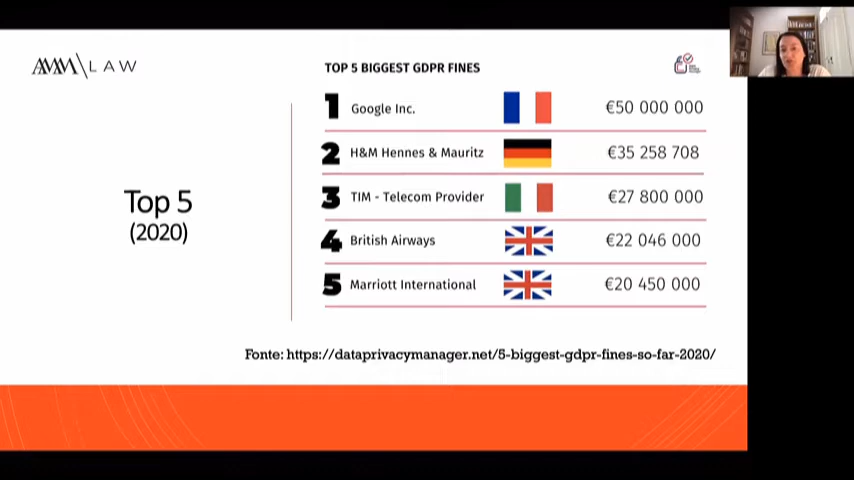 AMM\LAW
TOP 5 BIGGEST GDPR FINES
1 Google Inc. €50 000 000
2 H&M Hennes & Mauritz €35 258 708
3 TIM - Telecom Provider €27 800 000
4 British Airways €22 046 000
5 Marriott International €20 450 000
Top 5
(2020)
Fonte: https://dataprivacymanager.net/5-biggest-gdpr-fines-so-far-2020/